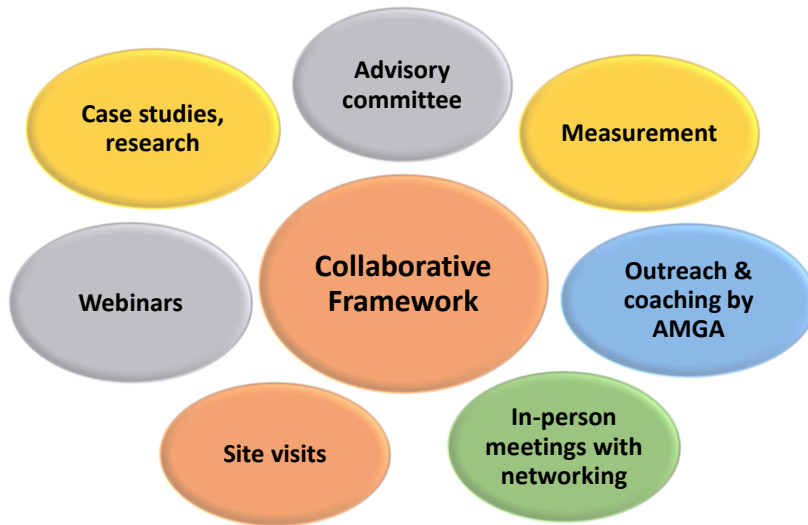 Advisory
committee
Case studies,
research
Measurement
Collaborative
Framework
Webinars
Outreach &
coaching by
AMGA
Site visits
In-person
meetings with
networking